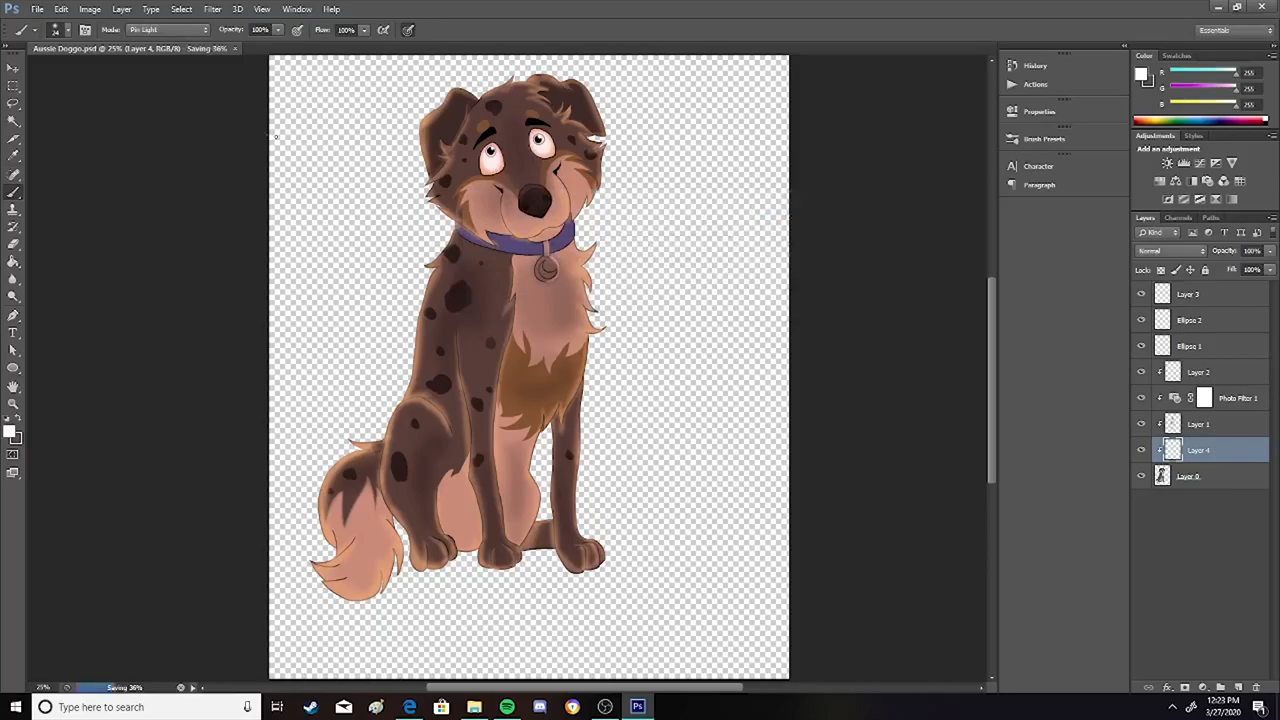 Ps File Edit Image Layer Type Select Filter 3D View Window Help
24 Mode: Pin Light Opacity: 100% Flow: 100% Essentials
Aussie Doggo.psd @ 25% (Layer 4, RGB/8) - Saving 36% ×
Color Swatches
R 255
G 255
B 255
History
Actions
Properties
Brush Presets
Character
Paragraph
Adjustments Styles
Add an adjustment
Layers Channels Paths
Kind
Normal Opacity: 100%
Lock: Fill: 100%
Layer 3
Ellipse 2
Ellipse 1
Layer 2
Photo Filter 1
Layer 1
Layer 4
Layer 0
25% Saving 36%
Type here to search
Ps
12:23 PM
3/27/2020